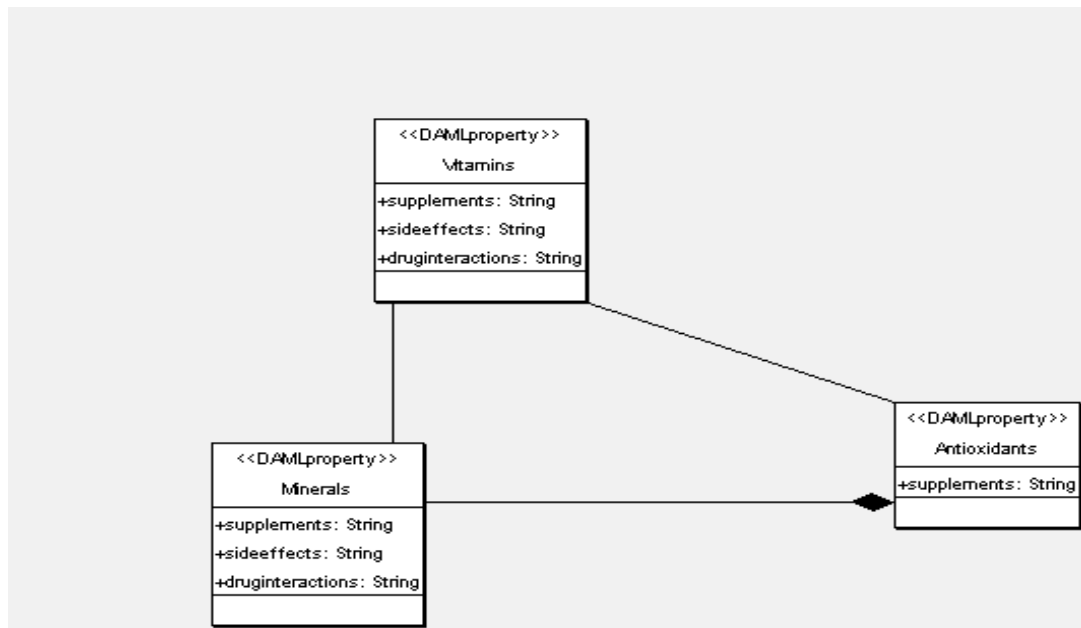 <<DAMLproperty>>
Vitamins
+supplements: String
+sideeffects: String
+druginteractions: String
<<DAMLproperty>>
Antioxidants
+supplements: String
<<DAMLproperty>>
Minerals
+supplements: String
+sideeffects: String
+druginteractions: String